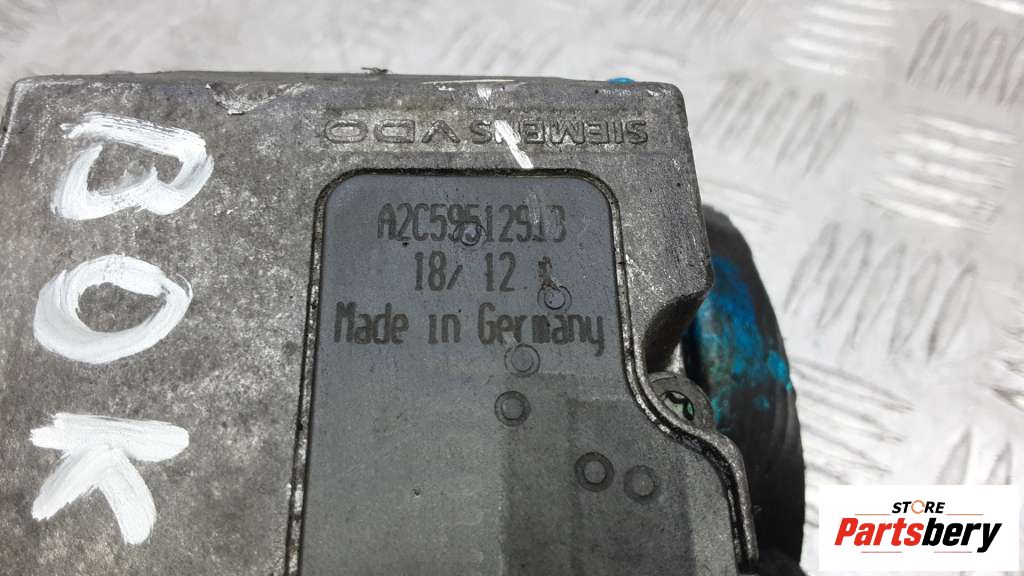 SIEMENS VDO
A2C59512913
18/ 12
Made in Germany
BOK
STORE
Partsbery